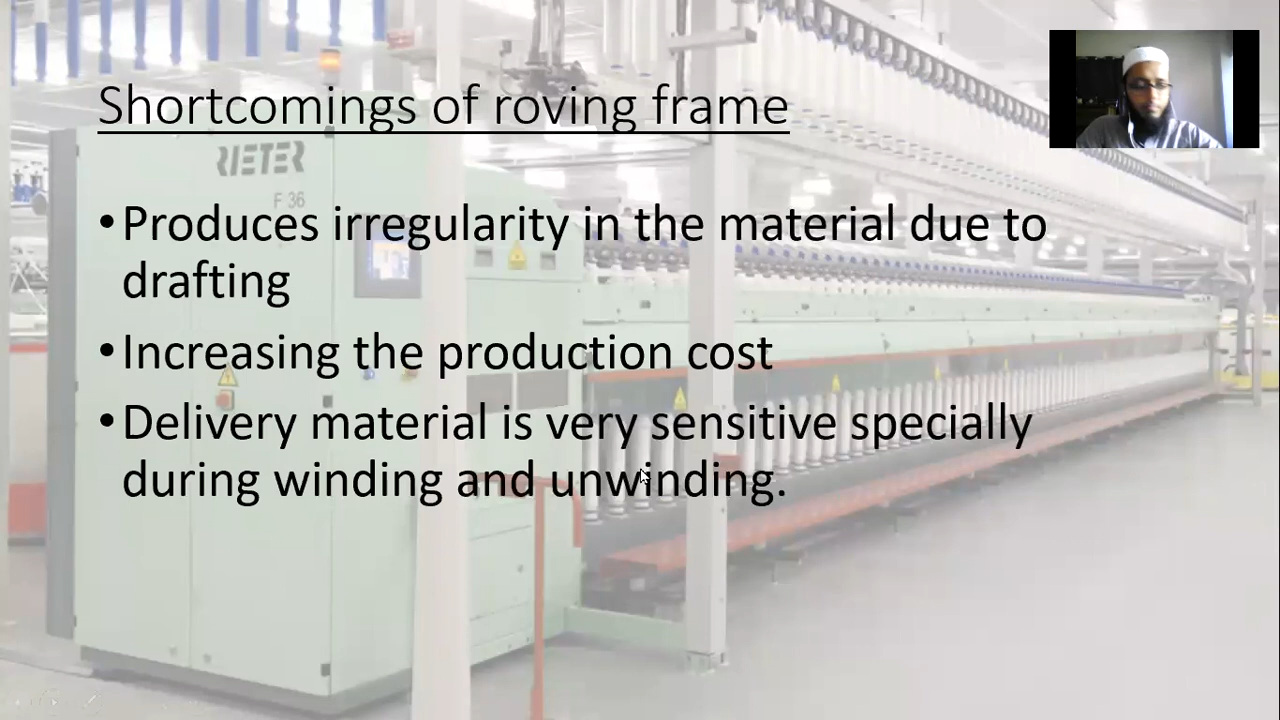 Shortcomings of roving frame
RIETER
F 36
•Produces irregularity in the material due to
drafting
•Increasing the production cost
•Delivery material is very sensitive specially
during winding and unwinding.